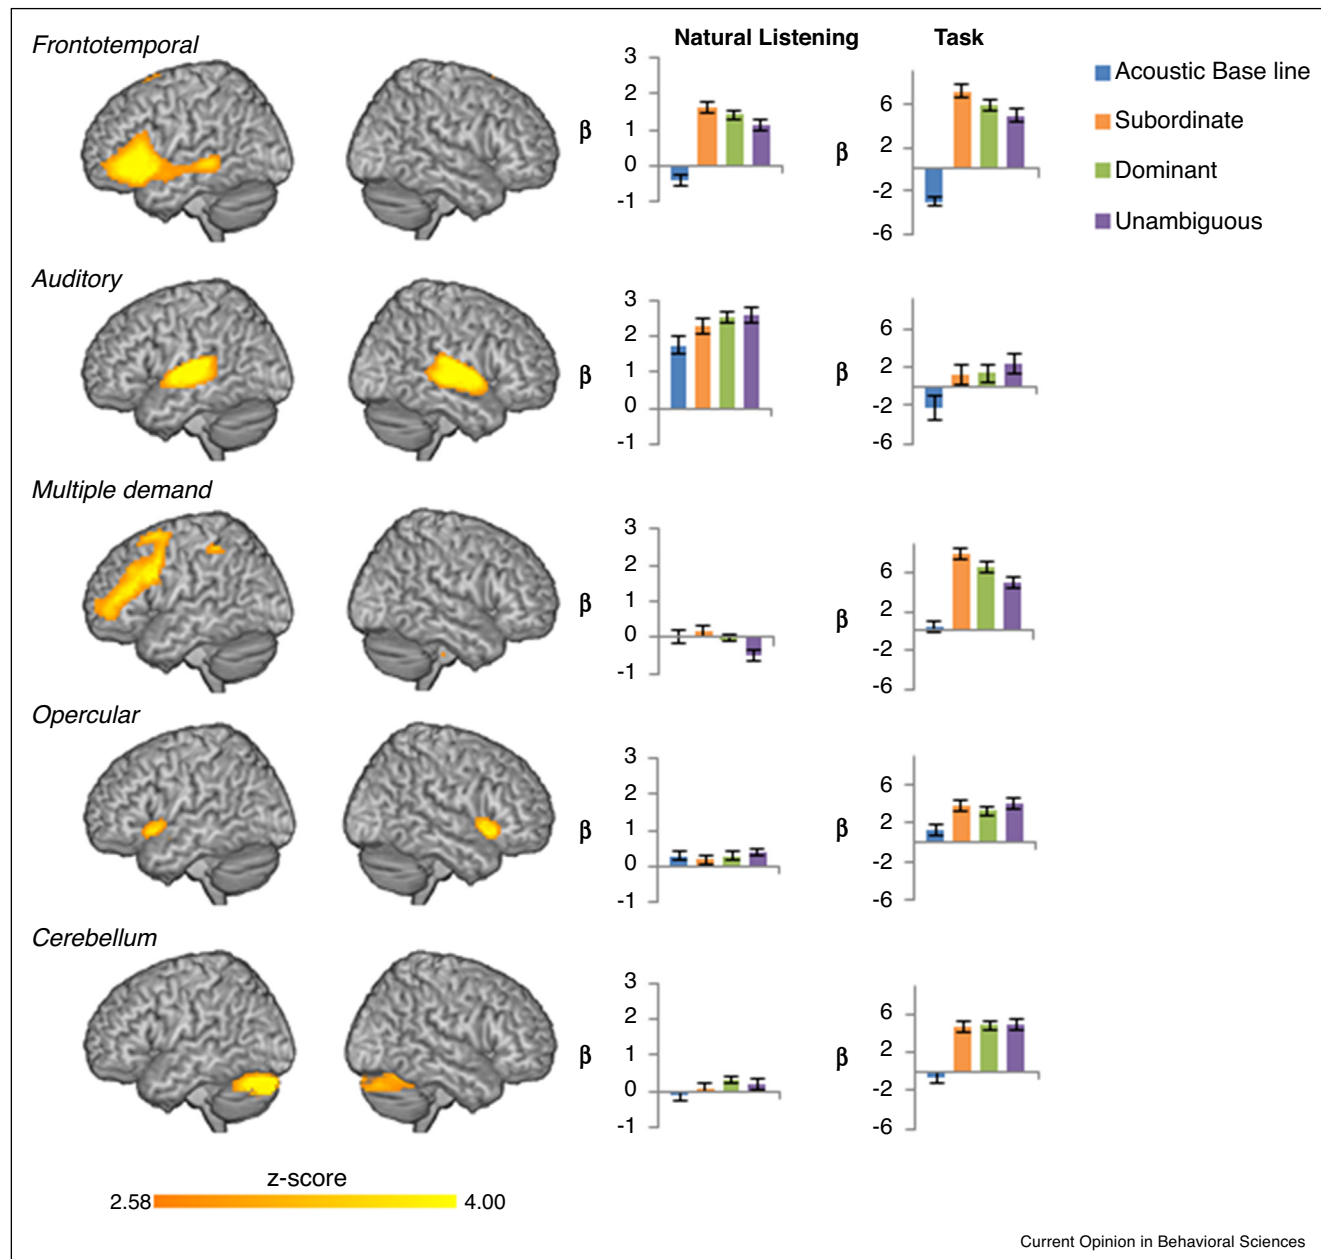 Frontotemporal
Natural Listening
Task
Acoustic Base line
Subordinate
Dominant
Unambiguous
β
3
2
1
0
-1
β
6
2
-2
-6
Auditory
β
3
2
1
0
-1
β
6
2
-2
-6
Multiple demand
β
3
2
1
0
-1
β
6
2
-2
-6
Opercular
β
3
2
1
0
-1
β
6
2
-2
-6
Cerebellum
β
3
2
1
0
-1
β
6
2
-2
-6
z-score
2.58 4.00
Current Opinion in Behavioral Sciences